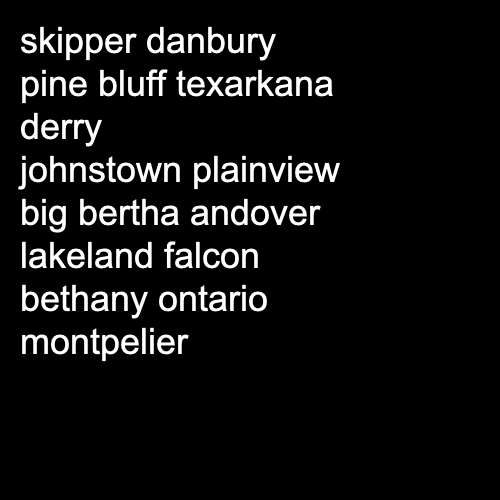 skipper danbury
pine bluff texarkana
derry
johnstown plainview
big bertha andover
lakeland falcon
bethany ontario
montpelier